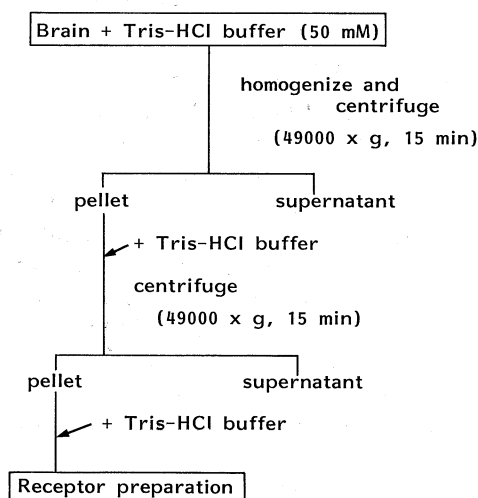 Brain + Tris-HCl buffer (50 mM)
homogenize and
centrifuge
(49000 x g, 15 min)
pellet
supernatant
+ Tris-HCl buffer
centrifuge
(49000 x g, 15 min)
pellet
supernatant
+ Tris-HCl buffer
Receptor preparation